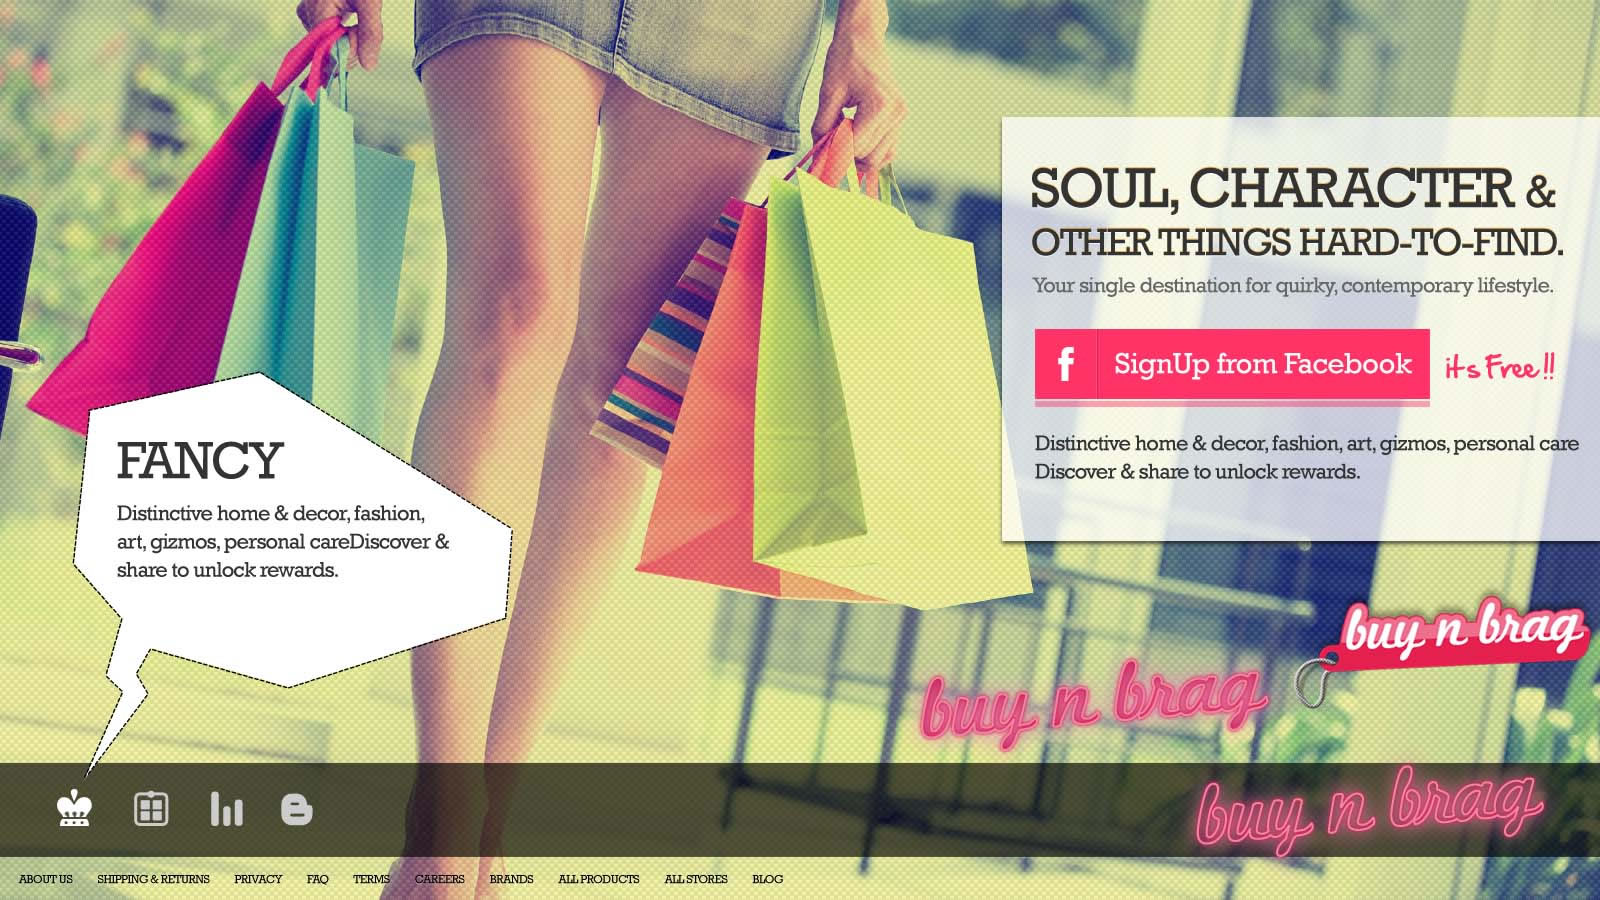 SOUL, CHARACTER &
OTHER THINGS HARD-TO-FIND.
Your single destination for quirky, contemporary lifestyle.
f SignUp from Facebook it's Free !!
Distinctive home & decor, fashion, art, gizmos, personal care
Discover & share to unlock rewards.
FANCY
Distinctive home & decor, fashion,
art, gizmos, personal careDiscover &
share to unlock rewards.
buy n brag
buy n brag
buy n brag
ABOUT US SHIPPING & RETURNS PRIVACY FAQ TERMS CAREERS BRANDS ALL PRODUCTS ALL STORES BLOG